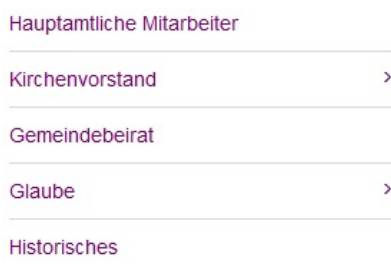 Hauptamtliche Mitarbeiter
Kirchenvorstand
Gemeindebeirat
Glaube
Historisches